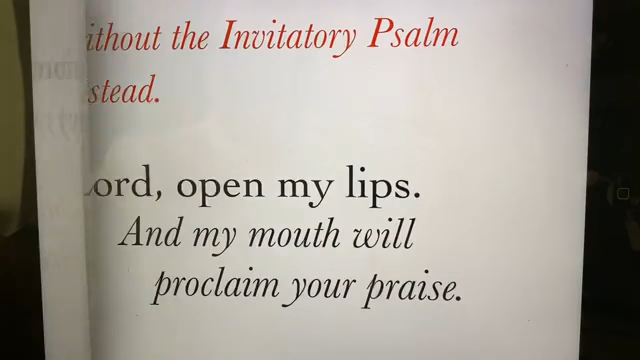 ithout the Invitatory Psalm
stead.
ord, open my lips.
And my mouth will
proclaim your praise.